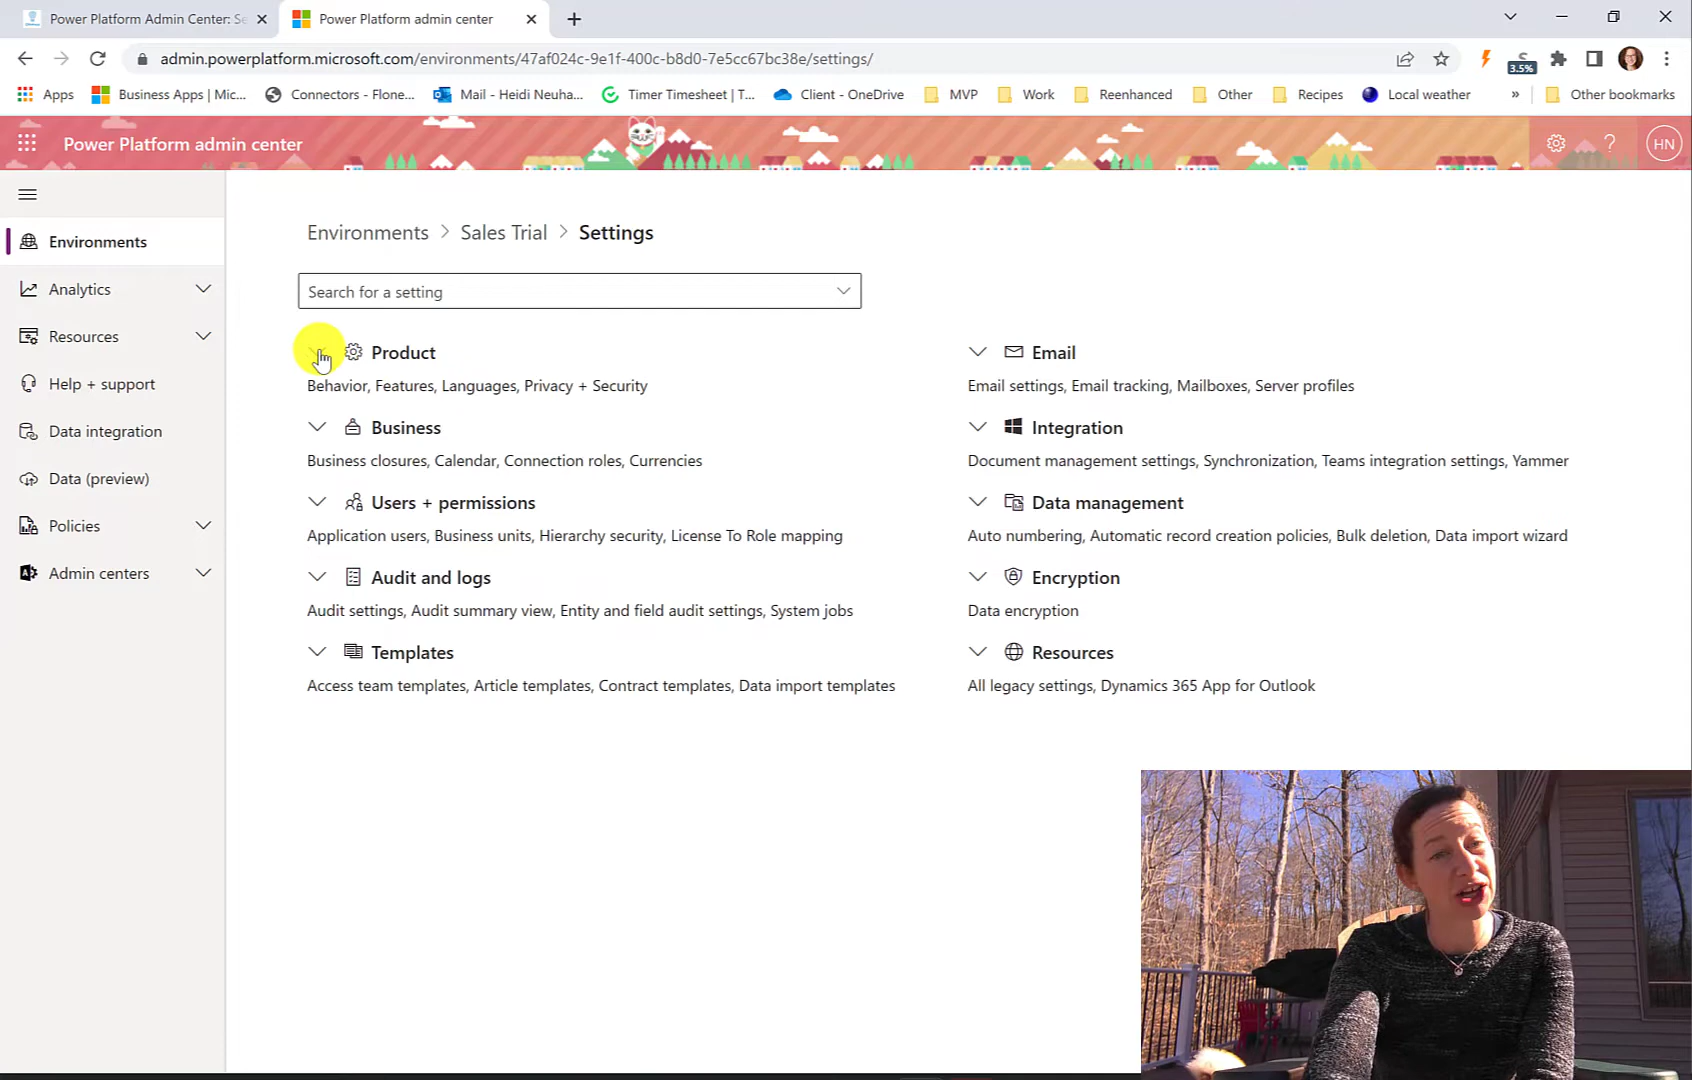 Power Platform Admin Center: Se
Power Platform admin center
admin.powerplatform.microsoft.com/environments/47af024c-9e1f-400c-b8d0-7e5cc67bc38e/settings/
3.5%
Apps
Business Apps | Mic...
Connectors - Flone...
Mail - Heidi Neuha...
Timer Timesheet | T...
Client - OneDrive
MVP
Work
Reenhanced
Other
Recipes
Local weather
»
Other bookmarks
Power Platform admin center
?
HN
Environments
Analytics
Resources
Help + support
Data integration
Data (preview)
Policies
Admin centers
Environments > Sales Trial > Settings
Search for a setting
Product
Behavior, Features, Languages, Privacy + Security
Business
Business closures, Calendar, Connection roles, Currencies
Users + permissions
Application users, Business units, Hierarchy security, License To Role mapping
Audit and logs
Audit settings, Audit summary view, Entity and field audit settings, System jobs
Templates
Access team templates, Article templates, Contract templates, Data import templates
Email
Email settings, Email tracking, Mailboxes, Server profiles
Integration
Document management settings, Synchronization, Teams integration settings, Yammer
Data management
Auto numbering, Automatic record creation policies, Bulk deletion, Data import wizard
Encryption
Data encryption
Resources
All legacy settings, Dynamics 365 App for Outlook